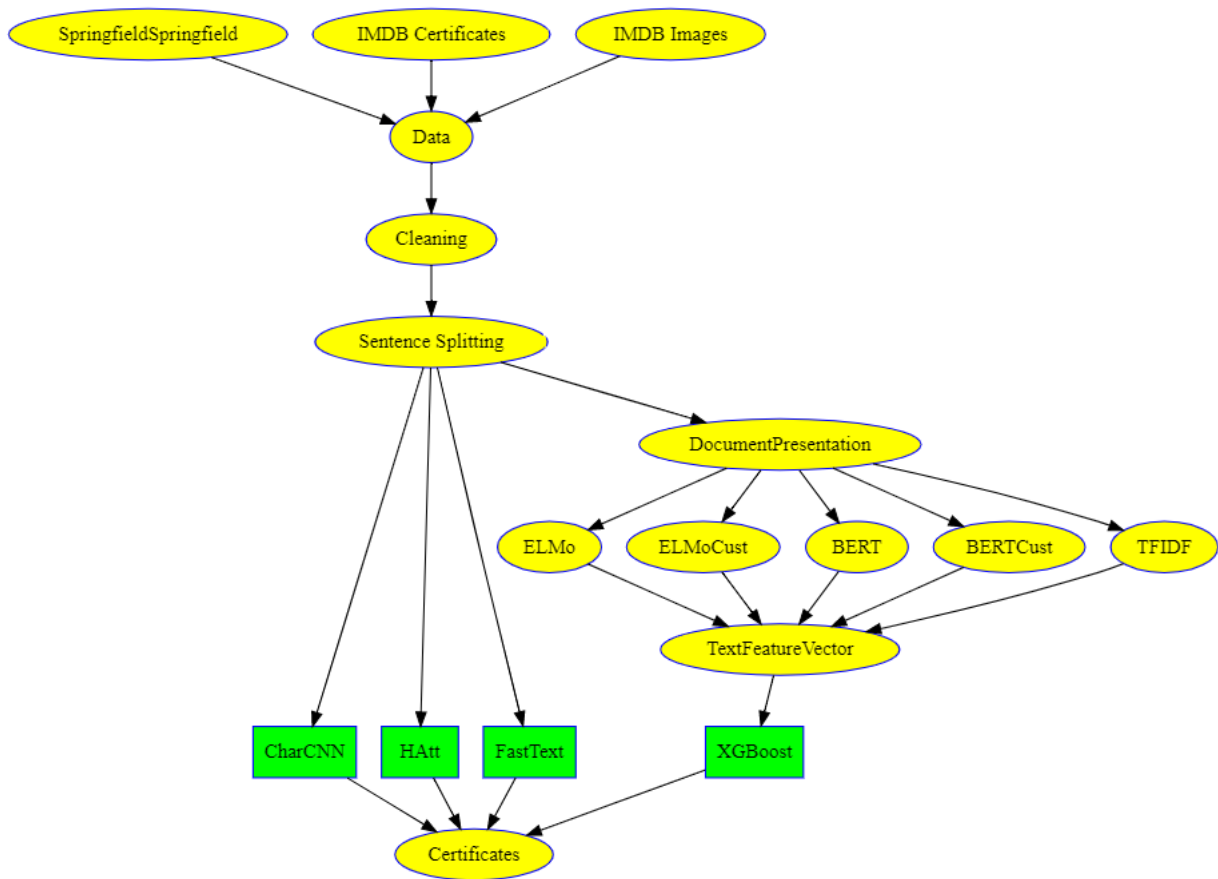 SpringfieldSpringfield
IMDB Certificates
IMDB Images
Data
Cleaning
Sentence Splitting
DocumentPresentation
ELMo
ELMoCust
BERT
BERTCust
TFIDF
TextFeatureVector
CharCNN
HAtt
FastText
XGBoost
Certificates